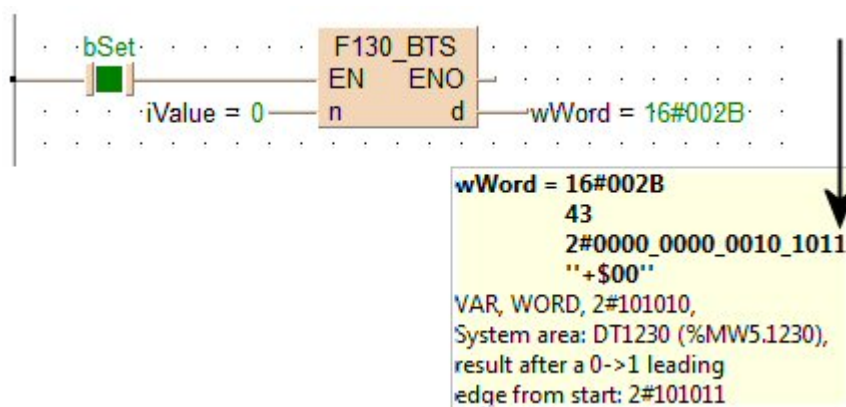 bSet
F130_BTS
EN ENO
iValue = 0 n d wWord = 16#002B
wWord = 16#002B
43
2#0000_0000_0010_1011
"+$00"
VAR, WORD, 2#101010,
System area: DT1230 (%MW5.1230),
result after a 0->1 leading
edge from start: 2#101011